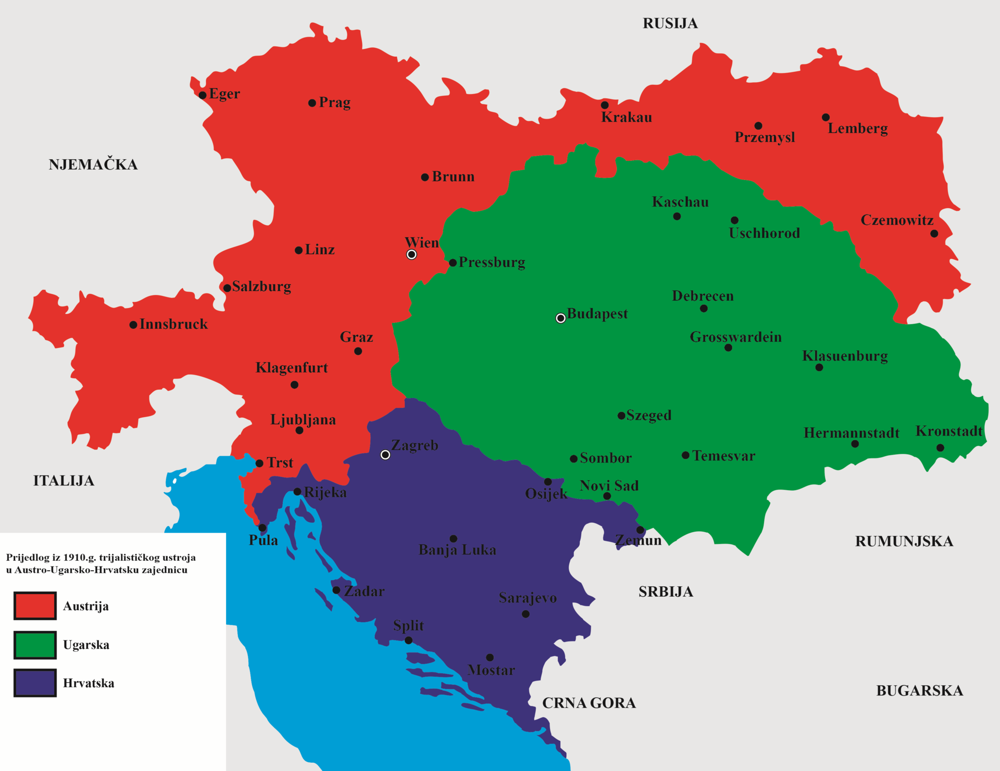 RUSIJA
Eger
Prag
Krakau
Przemysl
Lemberg
NJEMAČKA
Brunn
Kaschau
Uschhorod
Czemowitz
Wien
Linz
Pressburg
Salzburg
Debrecen
Budapest
Innsbruck
Graz
Grosswardein
Klasuenburg
Klagenfurt
Szeged
Ljubljana
Hermannstadt
Kronstadt
Zagreb
Temesvar
Sombor
Trst
ITALIJA
Novi Sad
Rijeka
Osijek
Pula
Zemun
RUMUNJSKA
Banja Luka
Prijedlog iz 1910.g. trijalističkog ustroja
u Austro-Ugarsko-Hrvatsku zajednicu
Zadar
SRBIJA
Sarajevo
Austrija
Split
Ugarska
Mostar
Hrvatska
BUGARSKA
CRNA GORA